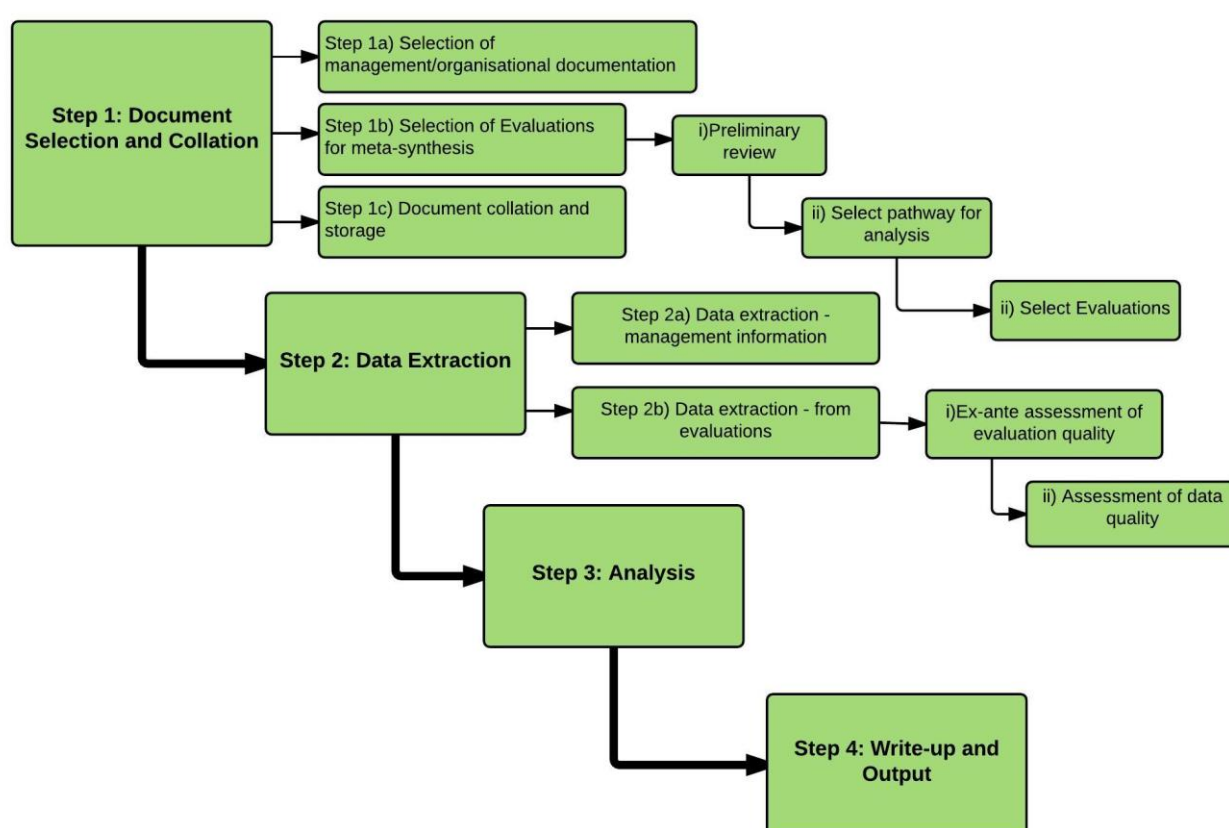 Step 1: Document
Selection and Collation
Step 1a) Selection of
management/organisational documentation
Step 1b) Selection of Evaluations
for meta-synthesis
i)Preliminary
review
ii) Select pathway for
analysis
ii) Select Evaluations
Step 1c) Document collation and
storage
Step 2: Data Extraction
Step 2a) Data extraction -
management information
Step 2b) Data extraction - from
evaluations
i)Ex-ante assessment of
evaluation quality
ii) Assessment of data
quality
Step 3: Analysis
Step 4: Write-up and
Output